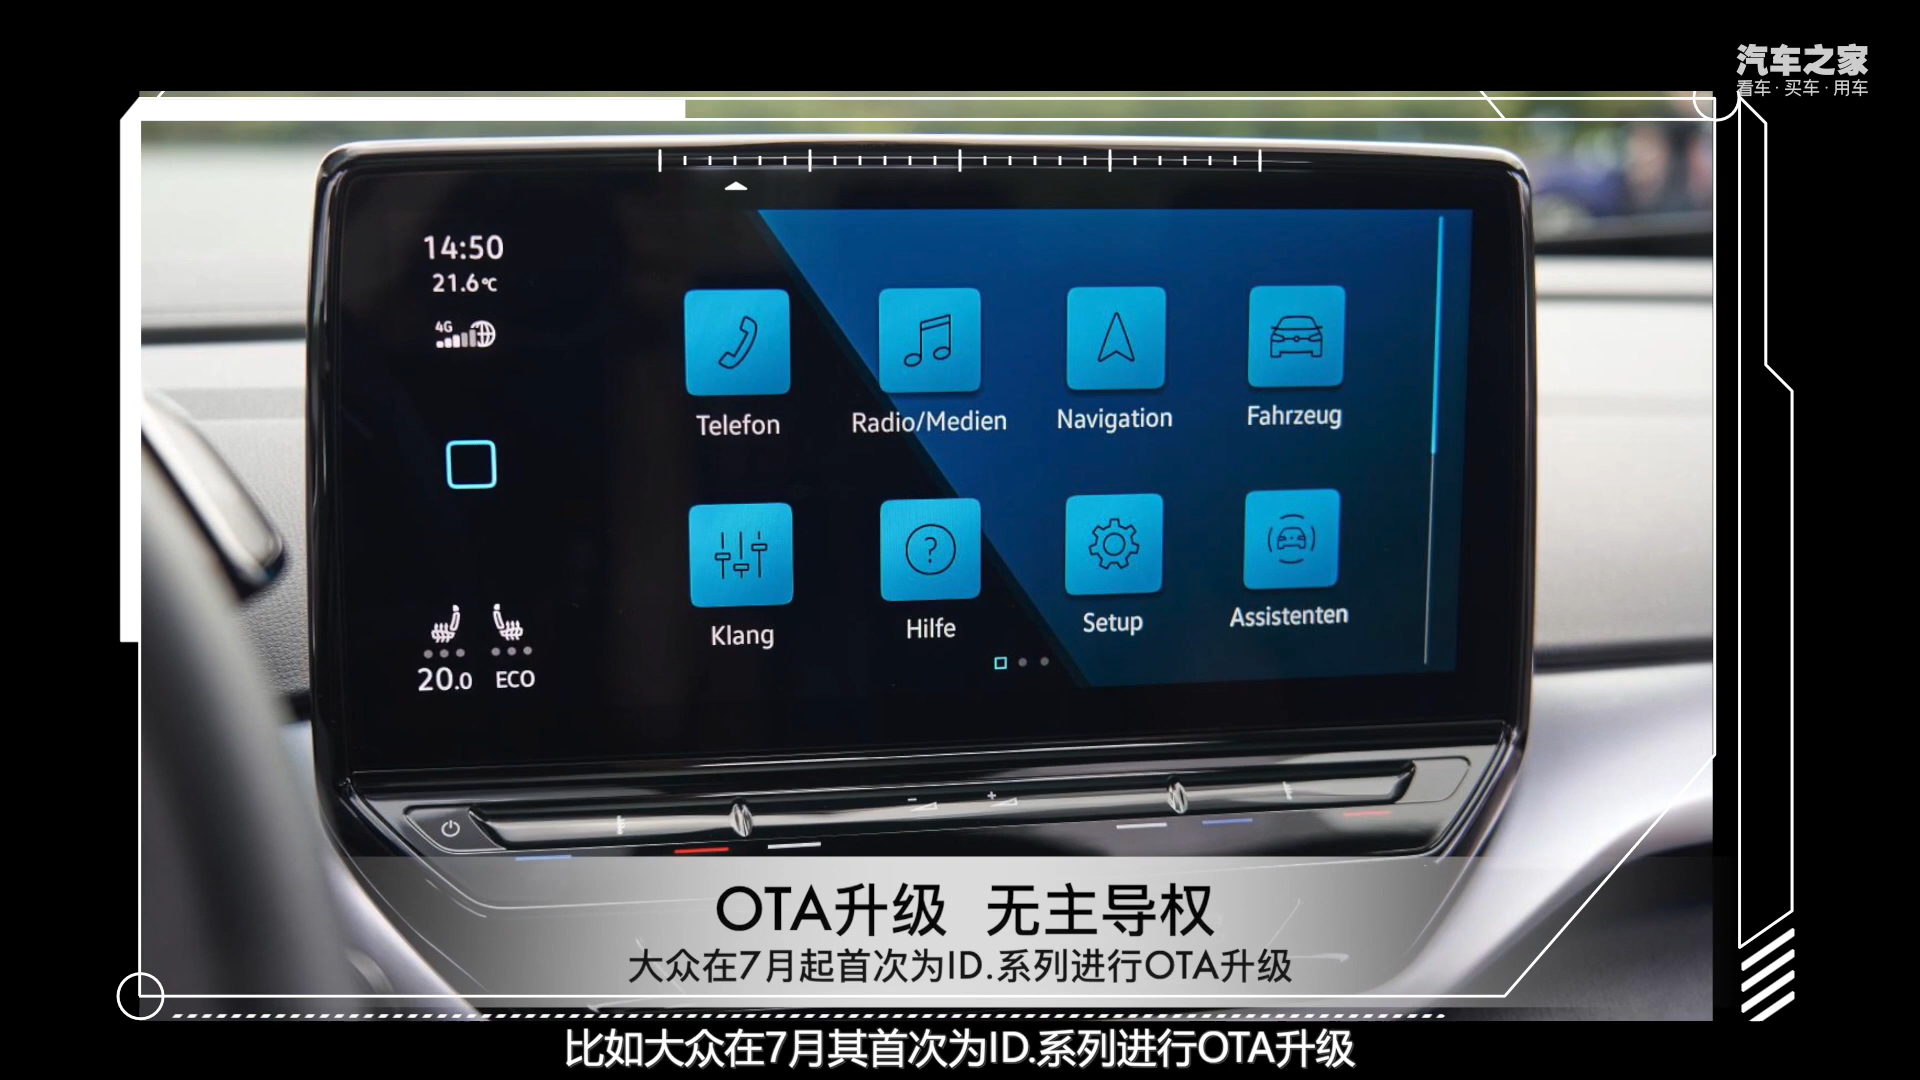 汽车之家
看车·买车·用车
14:50
21.6℃
4G
Telefon
Radio/Medien
Navigation
Fahrzeug
Klang
Hilfe
Setup
Assistenten
20.0 ECO
OTA升级 无主导权
大众在7月起首次为ID.系列进行OTA升级
比如大众在7月其首次为ID.系列进行OTA升级